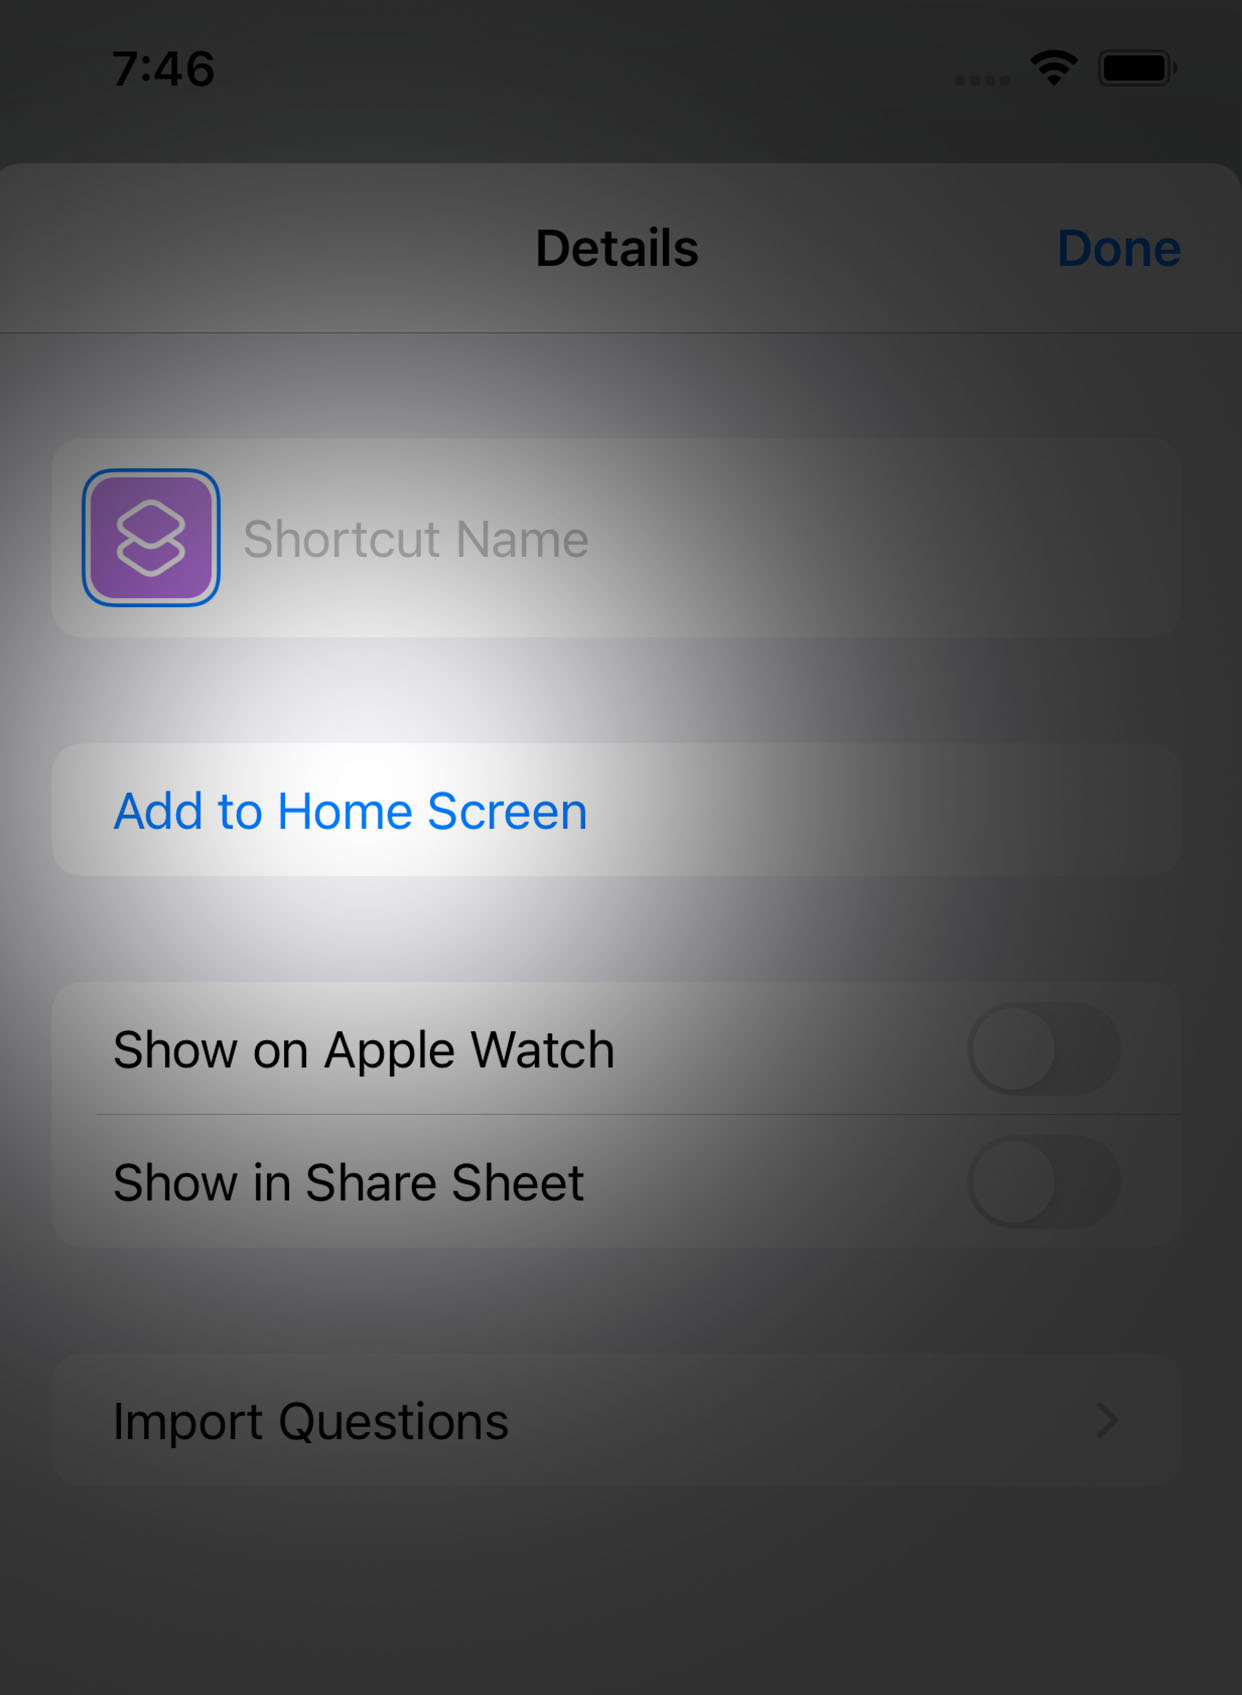 7:46
Details
Done
Shortcut Name
Add to Home Screen
Show on Apple Watch
Show in Share Sheet
Import Questions